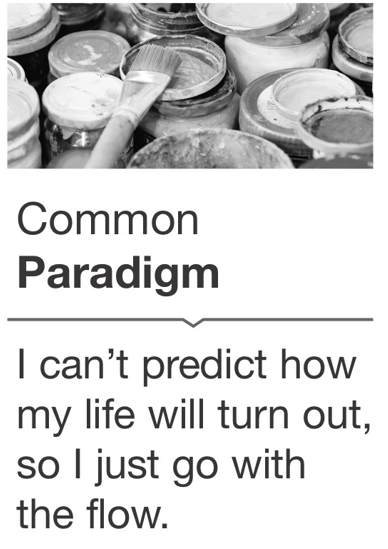 Common
Paradigm
I can’t predict how
my life will turn out,
so I just go with
the flow.